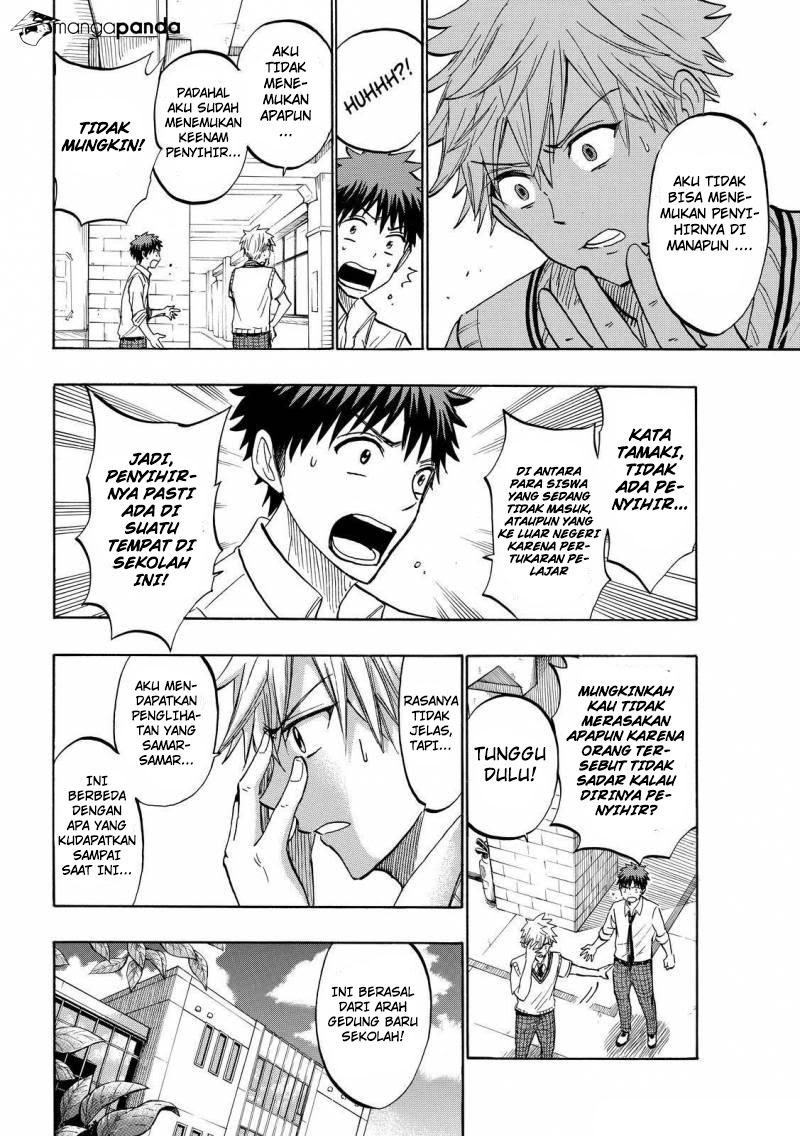 mangapanda
AKU TIDAK
BISA MENE-
MUKAN PENYI-
HIRNYA DI
MANAPUN ....
HUHHH?!
AKU
TIDAK
MENE-
MUKAN
APAPUN
...
PADAHAL
AKU SUDAH
MENEMUKAN
KEENAM
PENYIHIR...
TIDAK
MUNGKIN!
KATA
TAMAKI,
TIDAK
ADA PE-
NYIHIR...
DI ANTARA
PARA SISWA
YANG SEDANG
TIDAK MASUK,
ATAUPUN YANG
KE LUAR NEGERI
KARENA PER-
TUKARAN PE-
LAJAR
JADI,
PENYIHIR-
NYA PASTI
ADA DI
SUATU
TEMPAT DI
SEKOLAH
INI!
MUNGKINKAH
KAU TIDAK
MERASAKAN
APAPUN KARENA
ORANG TER-
SEBUT TIDAK
SADAR KALAU
DIRINYA PE-
NYIHIR?
TUNGGU
DULU!
RASANYA
TIDAK
JELAS,
TAPI...
AKU MEN-
DAPATKAN
PENGLIHA-
TAN YANG
SAMAR-
SAMAR...
INI
BERBEDA
DENGAN
APA YANG
KUDAPATKAN
SAMPAI
SAAT INI...
INI BERASAL
DARI ARAH
GEDUNG BARU
SEKOLAH!